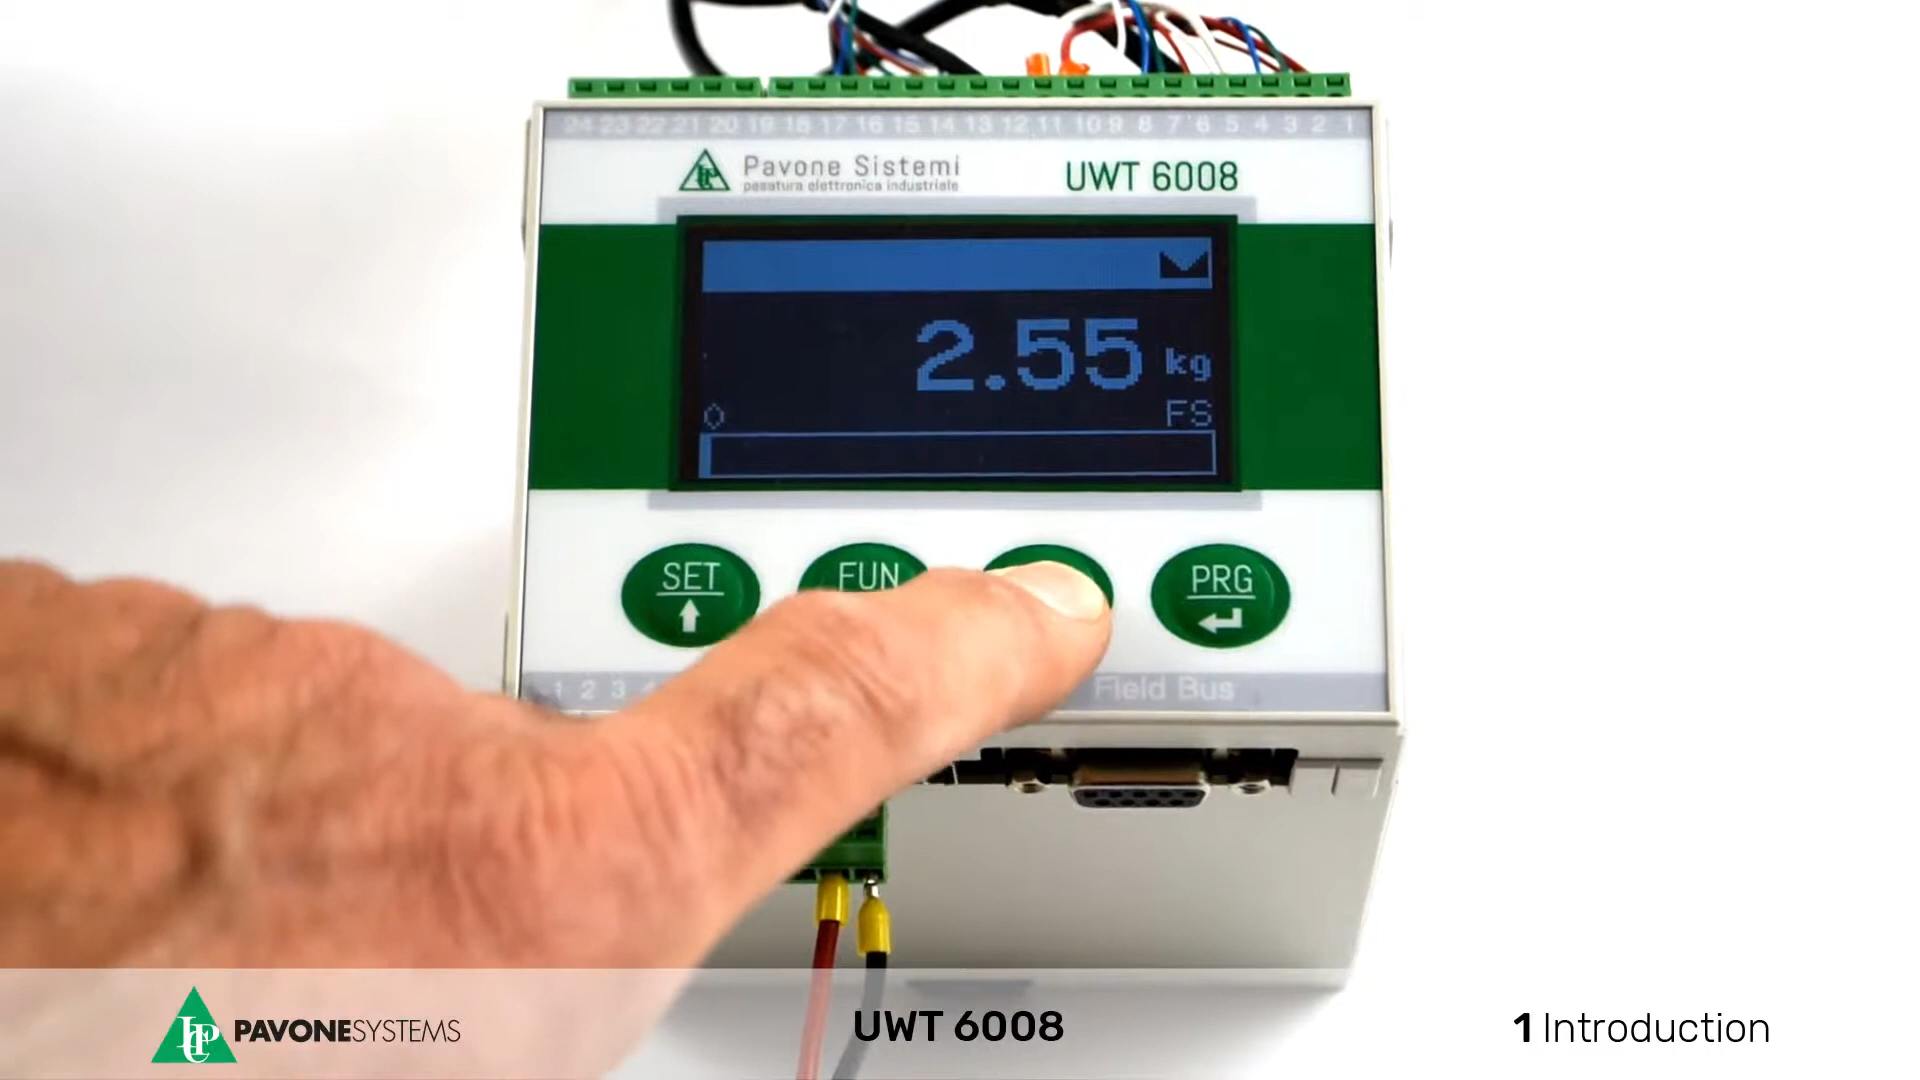 24 23 22 21 20 19 18 17 16 15 14 13 12 11 10 9 8 7 6 5 4 3 2 1
Pavone Sistemi
pesatura elettronica industriale
UWT 6008
2.55 kg
0 FS
SET
FUN
PRG
1 2 3
Field Bus
PAVONESYSTEMS
UWT 6008
1 Introduction